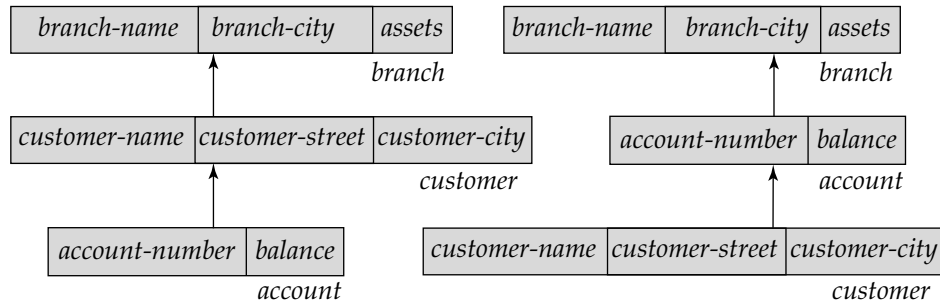 branch-name branch-city assets
branch
customer-name customer-street customer-city
customer
account-number balance
account
branch-name branch-city assets
branch
account-number balance
account
customer-name customer-street customer-city
customer